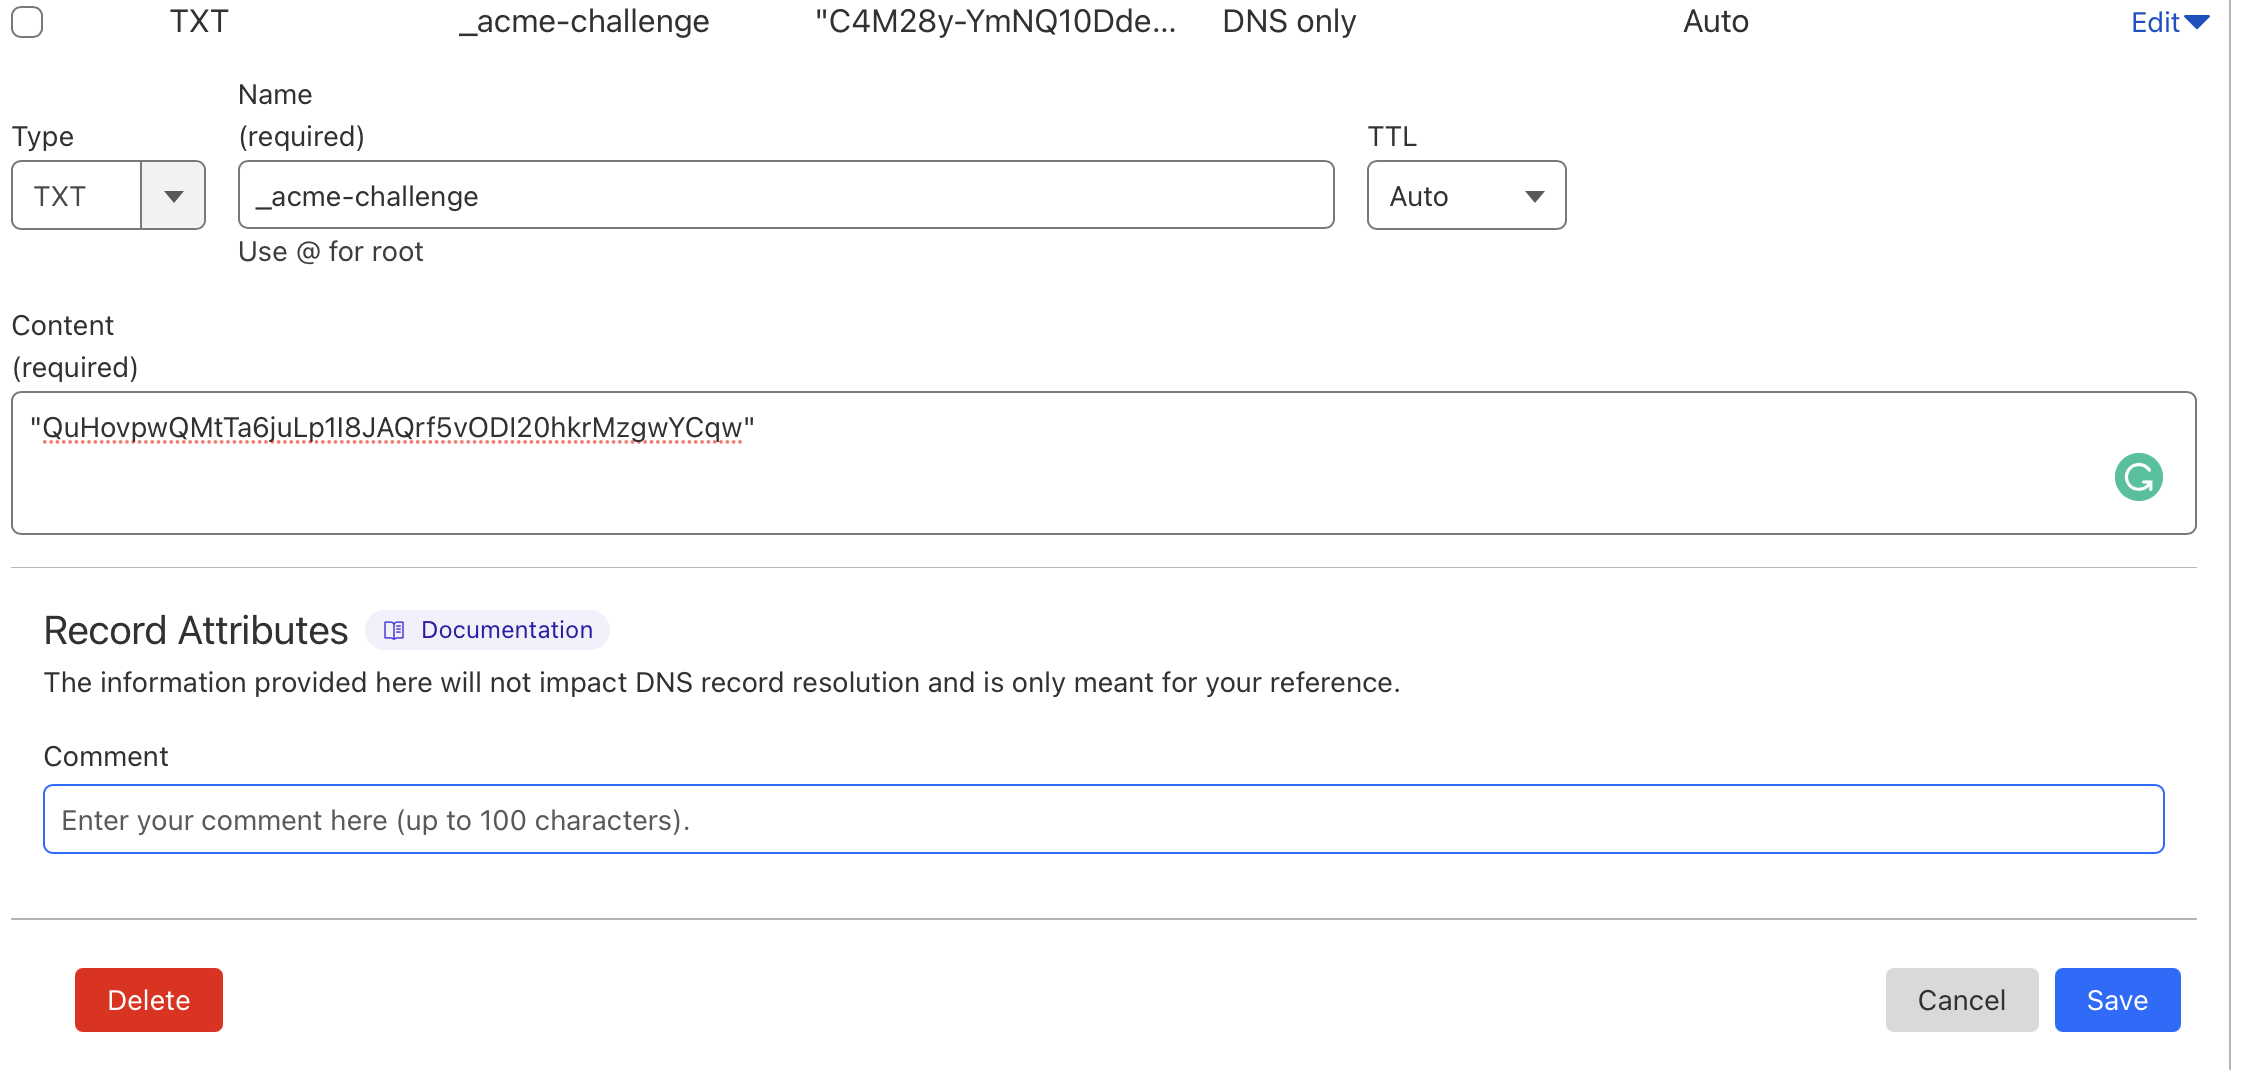 TXT _acme-challenge "C4M28y-YmNQ10Dde... DNS only Auto Edit
Name
Type (required) TTL
TXT _acme-challenge Auto
Use @ for root
Content
(required)
"QuHovpwQMtTa6juLp1I8JAQrf5vODI20hkrMzgwYCqw"
Record Attributes Documentation
The information provided here will not impact DNS record resolution and is only meant for your reference.
Comment
Enter your comment here (up to 100 characters).
Delete Cancel Save